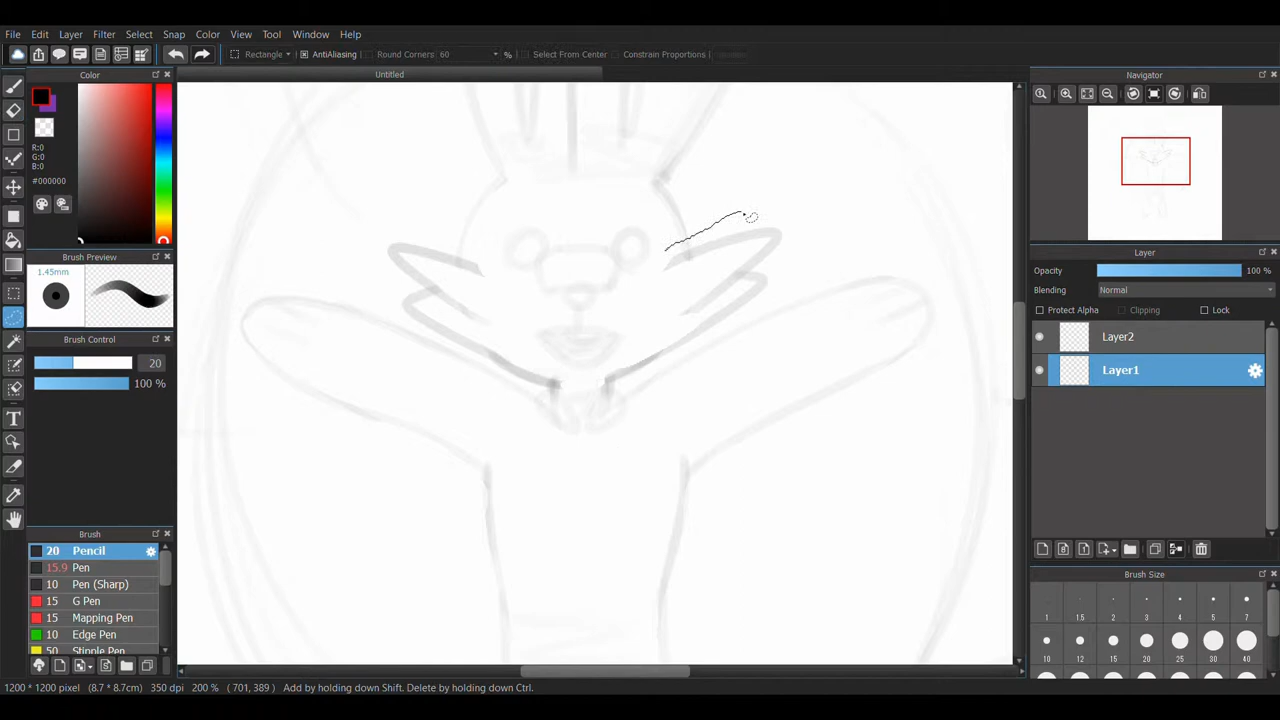 File Edit Layer Filter Select Snap Color View Tool Window Help
Rectangle AntiAliasing Round Corners 60 % Select From Center Constrain Proportions
Color
Untitled
Navigator
R:0
G:0
B:0
#000000
Brush Preview
1.45mm
Brush Control
20
100 %
Brush
20 Pencil
15.9 Pen
10 Pen (Sharp)
15 G Pen
15 Mapping Pen
10 Edge Pen
50 Stipple Pen
Layer
Opacity 100 %
Blending Normal
Protect Alpha Clipping Lock
Layer2
Layer1
Brush Size
1 1.5 2 3 4 5 7
10 12 15 20 25 30 40
1200 * 1200 pixel (8.7 * 8.7cm) 350 dpi 200 % ( 701, 389 ) Add by holding down Shift. Delete by holding down Ctrl.